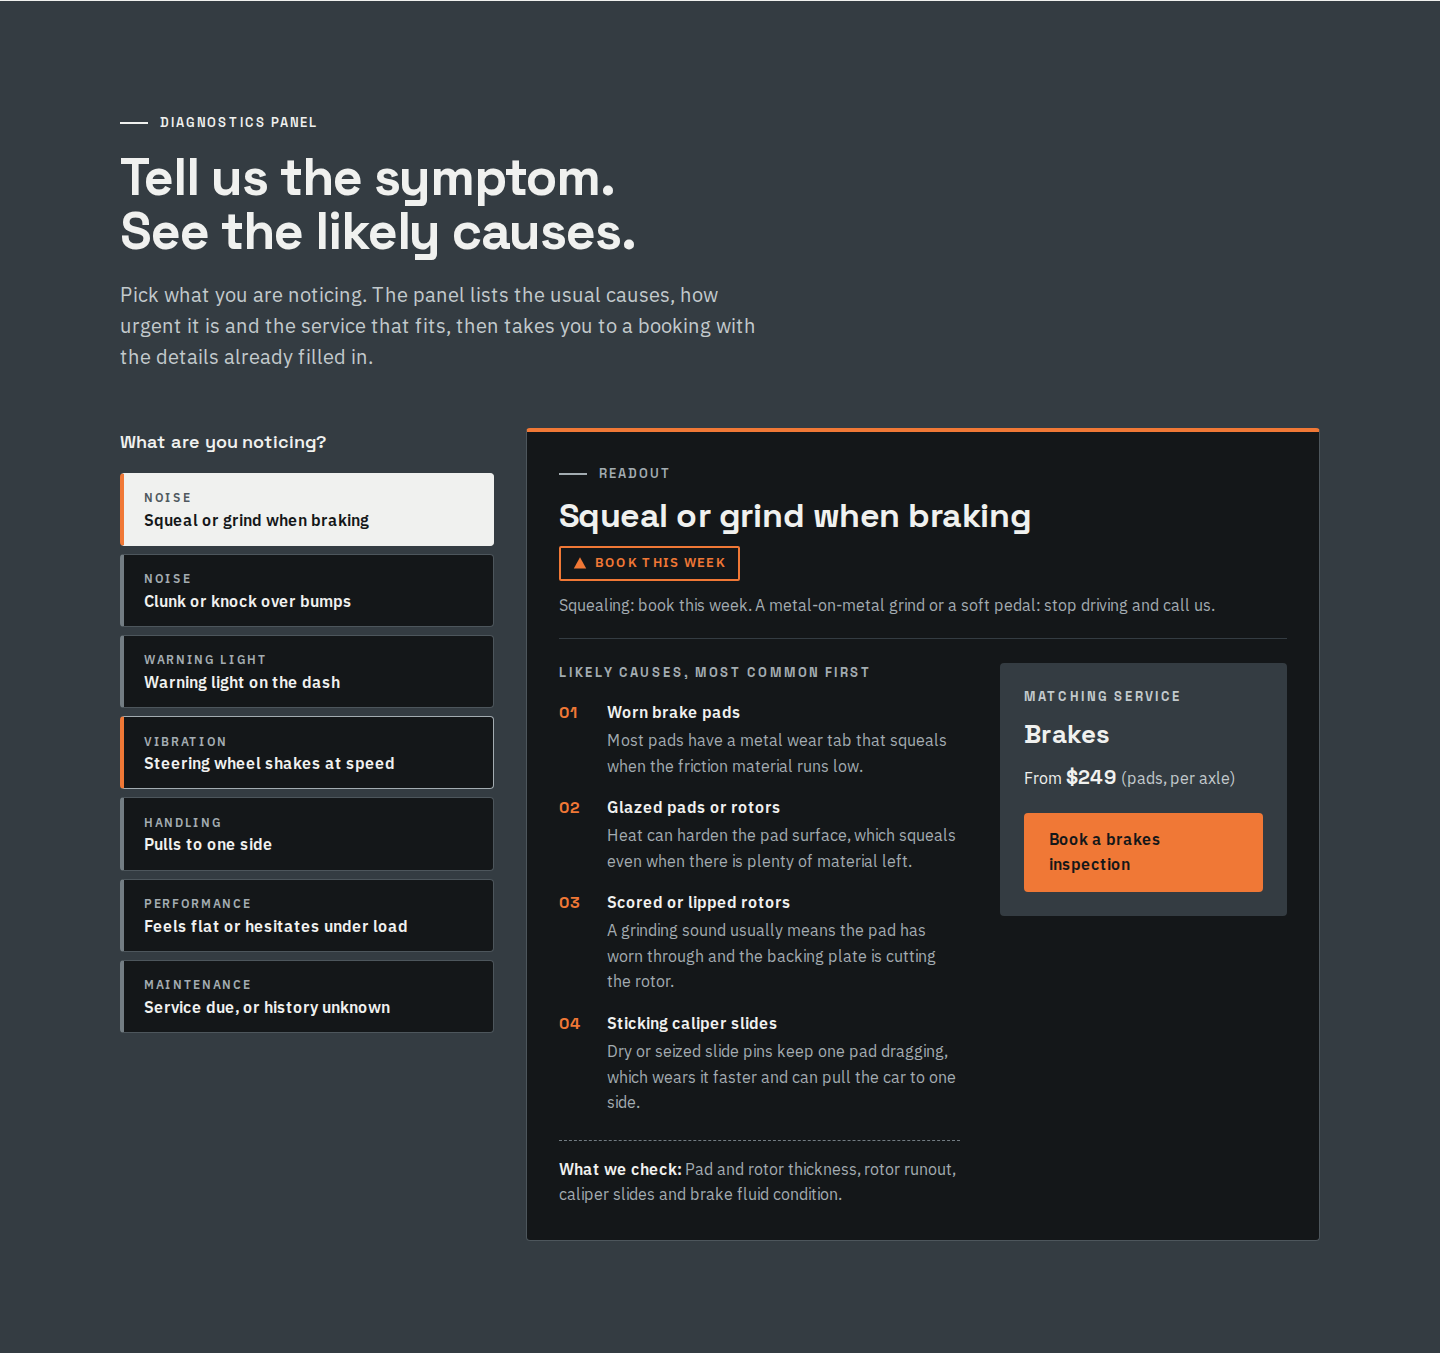 DIAGNOSTICS PANEL
Tell us the symptom.
See the likely causes.
Pick what you are noticing. The panel lists the usual causes, how
urgent it is and the service that fits, then takes you to a booking with
the details already filled in.
What are you noticing?
NOISE
Squeal or grind when braking
NOISE
Clunk or knock over bumps
WARNING LIGHT
Warning light on the dash
VIBRATION
Steering wheel shakes at speed
HANDLING
Pulls to one side
PERFORMANCE
Feels flat or hesitates under load
MAINTENANCE
Service due, or history unknown
READOUT
Squeal or grind when braking
BOOK THIS WEEK
Squealing: book this week. A metal-on-metal grind or a soft pedal: stop driving and call us.
LIKELY CAUSES, MOST COMMON FIRST
01 Worn brake pads
Most pads have a metal wear tab that squeals
when the friction material runs low.
02 Glazed pads or rotors
Heat can harden the pad surface, which squeals
even when there is plenty of material left.
03 Scored or lipped rotors
A grinding sound usually means the pad has
worn through and the backing plate is cutting
the rotor.
04 Sticking caliper slides
Dry or seized slide pins keep one pad dragging,
which wears it faster and can pull the car to one
side.
What we check: Pad and rotor thickness, rotor runout,
caliper slides and brake fluid condition.
MATCHING SERVICE
Brakes
From $249 (pads, per axle)
Book a brakes
inspection